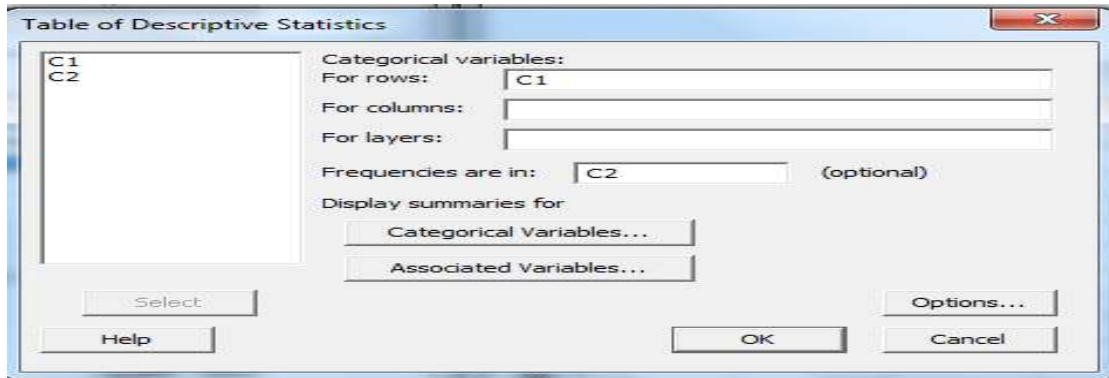 Table of Descriptive Statistics
C1
C2
Categorical variables:
For rows: C1
For columns:
For layers:
Frequencies are in: C2 (optional)
Display summaries for
Categorical Variables...
Associated Variables...
Select
Options...
Help
OK
Cancel